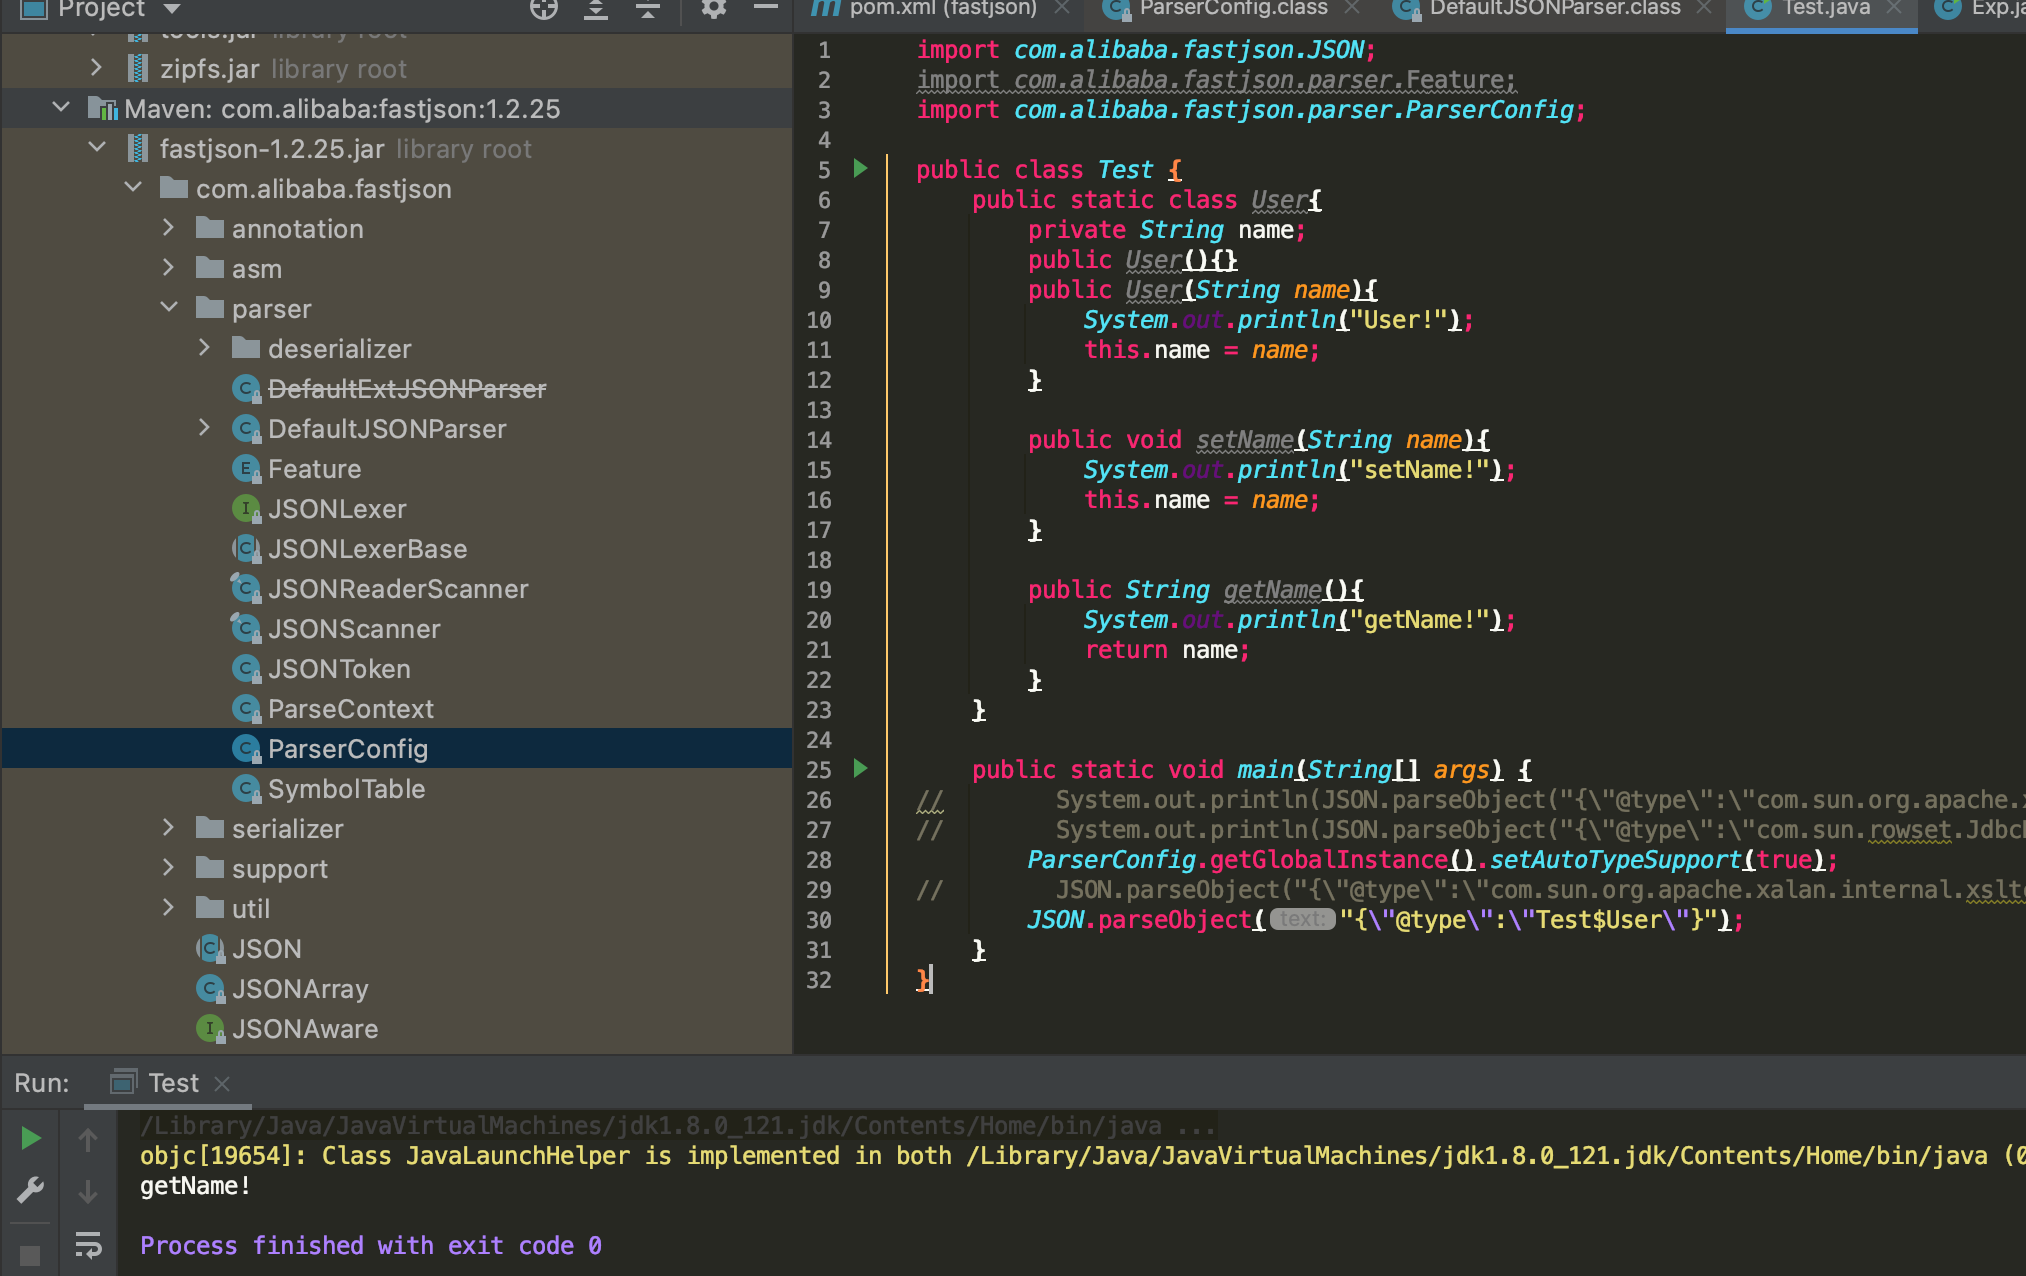 Project
tools.jar library root
zipfs.jar library root
Maven: com.alibaba:fastjson:1.2.25
fastjson-1.2.25.jar library root
com.alibaba.fastjson
annotation
asm
parser
deserializer
DefaultExtJSONParser
DefaultJSONParser
Feature
JSONLexer
JSONLexerBase
JSONReaderScanner
JSONScanner
JSONToken
ParseContext
ParserConfig
SymbolTable
serializer
support
util
JSON
JSONArray
JSONAware
pom.xml (fastjson) ParserConfig.class DefaultJSONParser.class Test.java Exp.ja
1 import com.alibaba.fastjson.JSON;
2 import com.alibaba.fastjson.parser.Feature;
3 import com.alibaba.fastjson.parser.ParserConfig;
4
5 public class Test {
6 public static class User{
7 private String name;
8 public User(){}
9 public User(String name){
10 System.out.println("User!");
11 this.name = name;
12 }
13
14 public void setName(String name){
15 System.out.println("setName!");
16 this.name = name;
17 }
18
19 public String getName(){
20 System.out.println("getName!");
21 return name;
22 }
23 }
24
25 public static void main(String[] args) {
26 // System.out.println(JSON.parseObject("{\"@type\":\"com.sun.org.apache.x
27 // System.out.println(JSON.parseObject("{\"@type\":\"com.sun.rowset.Jdbc
28 ParserConfig.getGlobalInstance().setAutoTypeSupport(true);
29 // JSON.parseObject("{\"@type\":\"com.sun.org.apache.xalan.internal.xsltc
30 JSON.parseObject( text: "{\"@type\":\"Test$User\"}");
31 }
32 }
Run: Test
/Library/Java/JavaVirtualMachines/jdk1.8.0_121.jdk/Contents/Home/bin/java ...
objc[19654]: Class JavaLaunchHelper is implemented in both /Library/Java/JavaVirtualMachines/jdk1.8.0_121.jdk/Contents/Home/bin/java (0
getName!
Process finished with exit code 0